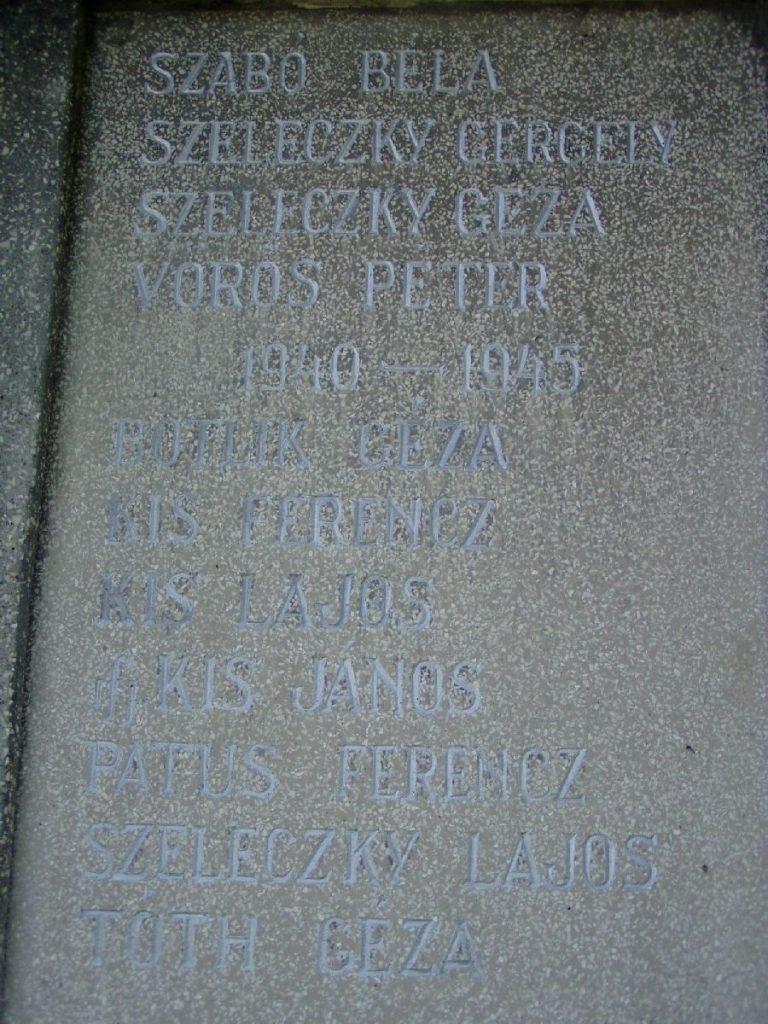 SZABÓ BÉLA
SZELECZKY GERGELY
SZELECZKY GÉZA
VÖRÖS PÉTER
1940 — 1945
BOTLIK GÉZA
KIS FERENCZ
KIS LAJOS
ifj. KIS JÁNOS
PATUS FERENCZ
SZELECZKY LAJOS
TÓTH GÉZA